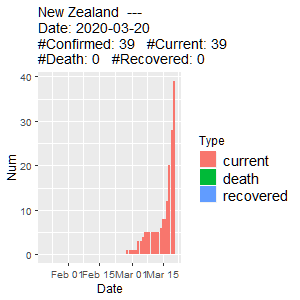 New Zealand  ---
Date: 2020-03-20
#Confirmed: 39   #Current: 39
#Death: 0   #Recovered: 0
40
30
20
10
0
Num
Feb 01 Feb 15 Mar 01 Mar 15
Date
Type
current
death
recovered